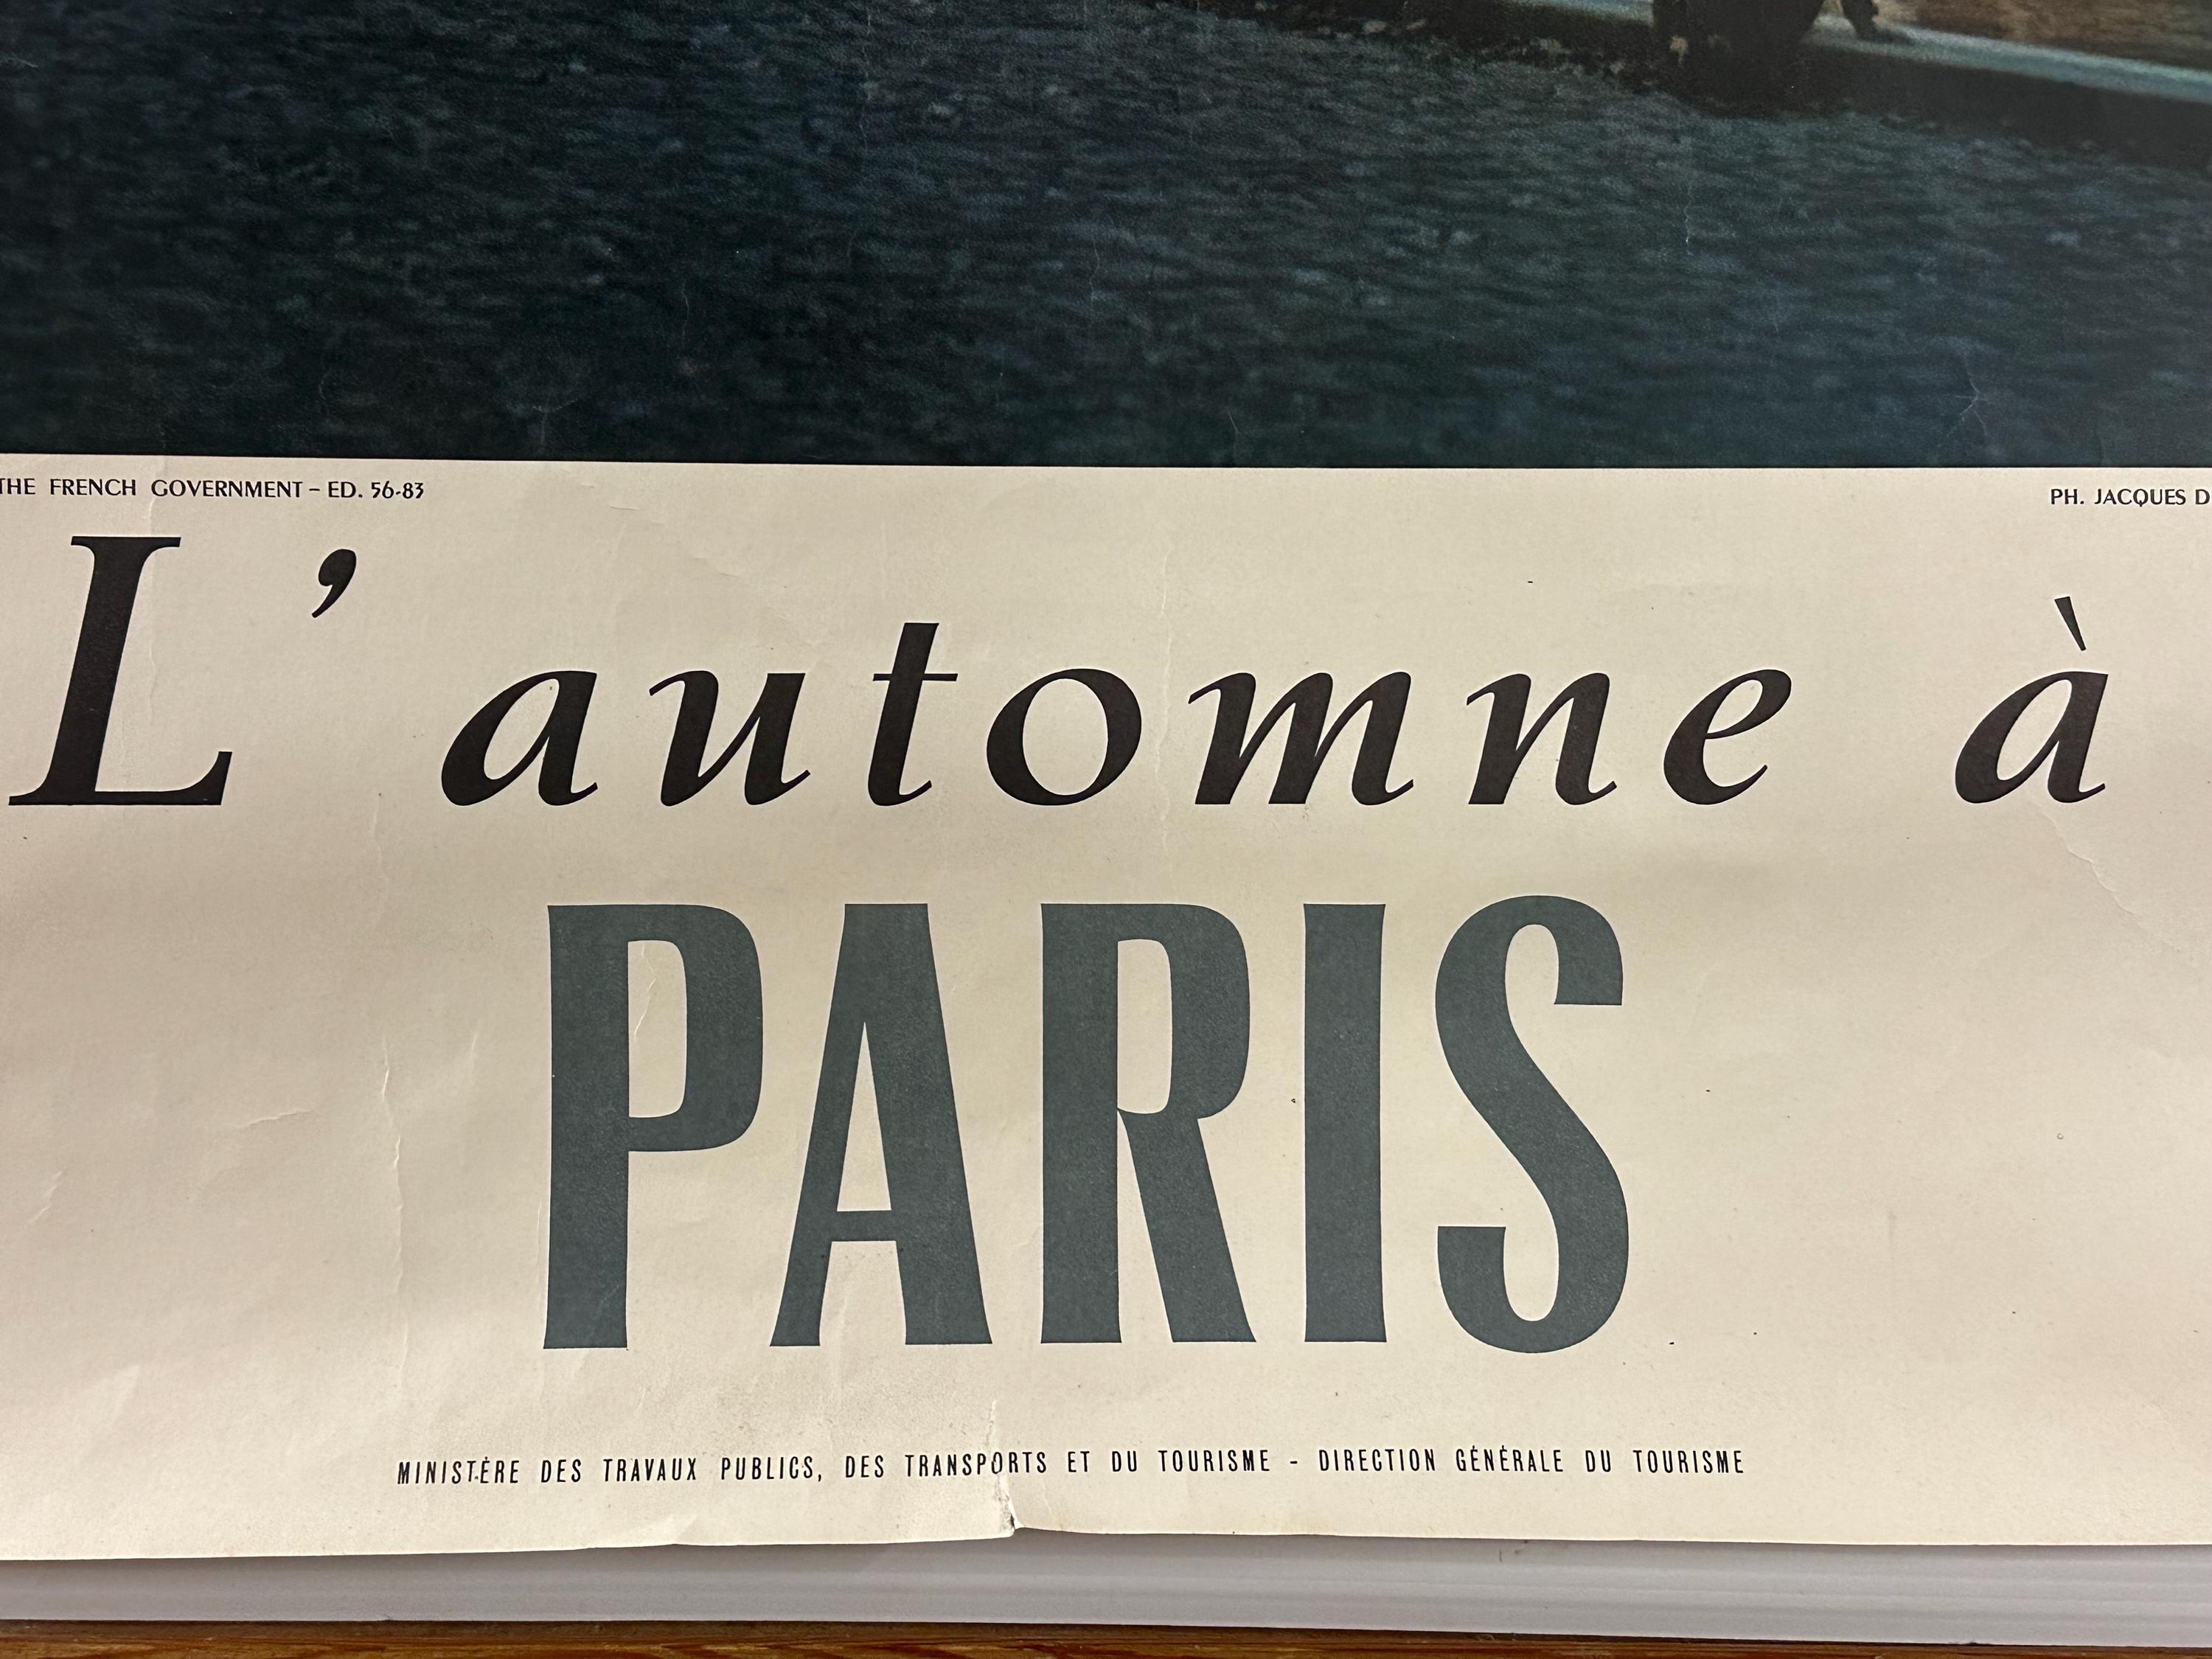 THE FRENCH GOVERNMENT – ED. 56-83
PH. JACQUES D
L'automne à
PARIS
MINISTÈRE DES TRAVAUX PUBLICS, DES TRANSPORTS ET DU TOURISME - DIRECTION GÉNÉRALE DU TOURISME